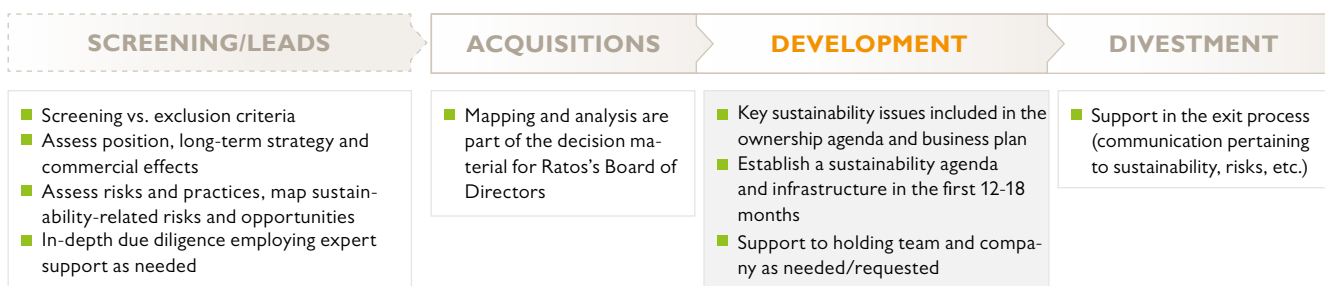 SCREENING/LEADS
Screening vs. exclusion criteria
Assess position, long-term strategy and
commercial effects
Assess risks and practices, map sustain-
ability-related risks and opportunities
In-depth due diligence employing expert
support as needed
ACQUISITIONS
Mapping and analysis are
part of the decision ma-
terial for Ratos's Board of
Directors
DEVELOPMENT
Key sustainability issues included in the
ownership agenda and business plan
Establish a sustainability agenda
and infrastructure in the first 12-18
months
Support to holding team and compa-
ny as needed/requested
DIVESTMENT
Support in the exit process
(communication pertaining
to sustainability, risks, etc.)